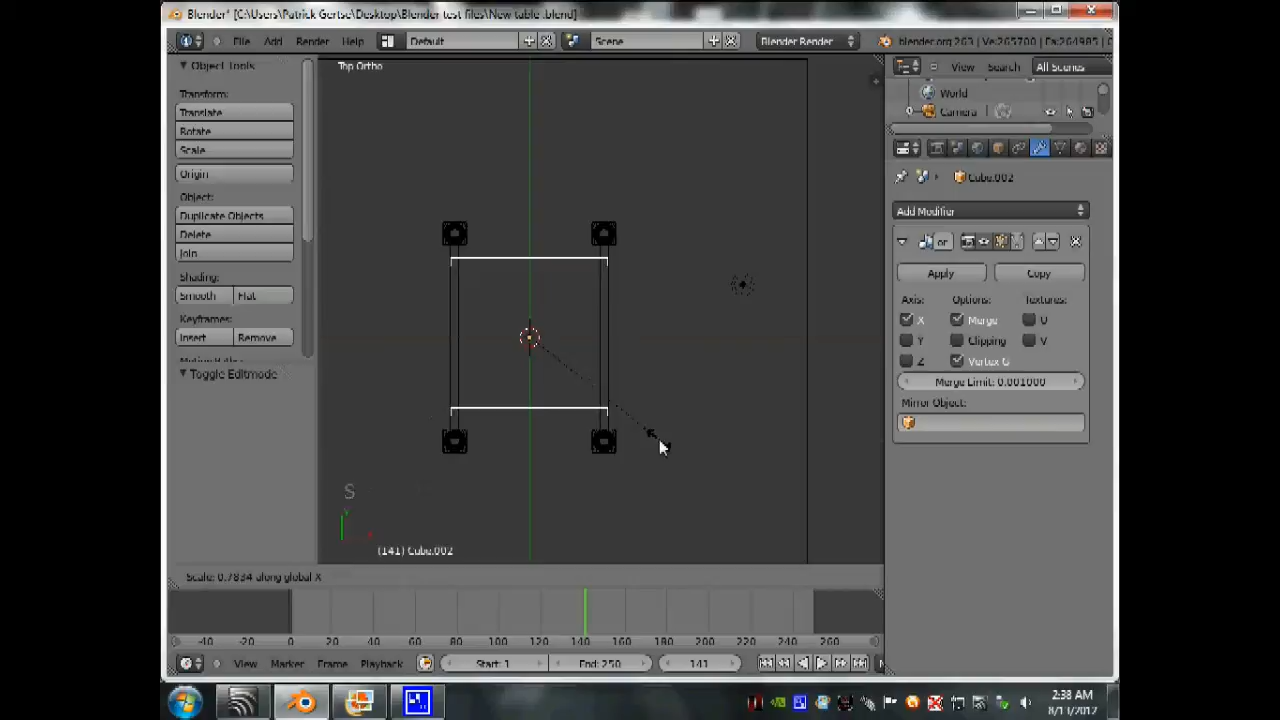 Blender* [C:\Users\Patrick Gertse\Desktop\Blender test files\New table .blend]
File Add Render Help Default Scene Blender Render blender.org 263 | Ve:265700 | Fa:264985 |
Object Tools
Top Ortho
View Search All Scenes
Transform:
World
Translate
Camera
Rotate
Scale
Origin
Cube.002
Object:
Duplicate Objects
Add Modifier
Delete
or
Join
Shading:
Apply Copy
Smooth Flat
Axis: Options: Textures:
Keyframes:
X Merge U
Insert Remove
Y Clipping V
Z Vertex G
Toggle Editmode
Merge Limit: 0.001000
Mirror Object:
S
(141) Cube.002
Scale: 0.7834 along global X
-40 -20 0 20 40 60 80 100 120 140 160 180 200 220 240 260
View Marker Frame Playback Start: 1 End: 250 141
2:38 AM
8/13/2012